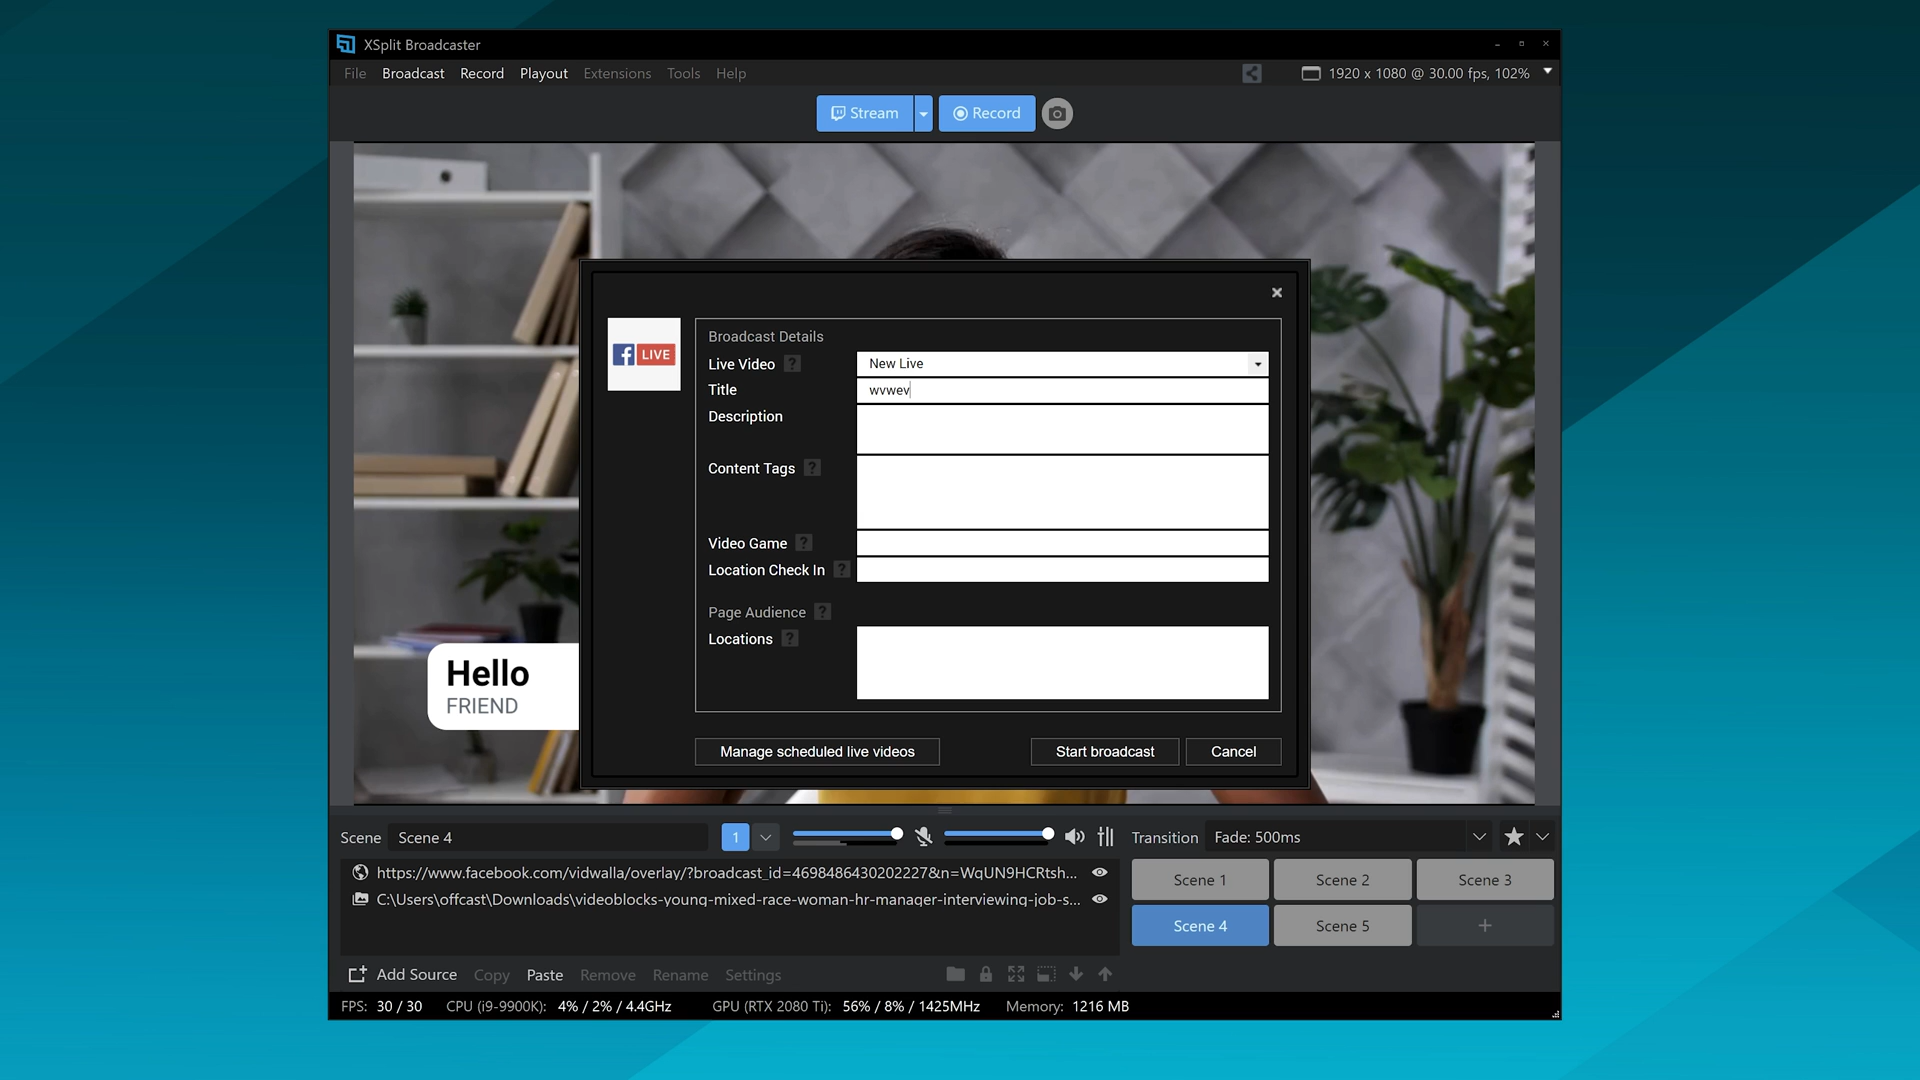 XSplit Broadcaster
File Broadcast Record Playout Extensions Tools Help
1920 x 1080 @ 30.00 fps, 102%
Stream Record
f LIVE
Broadcast Details
Live Video ? New Live
Title wvwev
Description
Content Tags ?
Video Game ?
Location Check In ?
Page Audience ?
Locations ?
Hello
FRIEND
Manage scheduled live videos Start broadcast Cancel
Scene Scene 4 1 Transition Fade: 500ms
https://www.facebook.com/vidwalla/overlay/?broadcast_id=4698486430202227&n=WqUN9HCRtsh...
C:\Users\offcast\Downloads\videoblocks-young-mixed-race-woman-hr-manager-interviewing-job-s...
Scene 1 Scene 2 Scene 3
Scene 4 Scene 5 +
Add Source Copy Paste Remove Rename Settings
FPS: 30 / 30 CPU (i9-9900K): 4% / 2% / 4.4GHz GPU (RTX 2080 Ti): 56% / 8% / 1425MHz Memory: 1216 MB